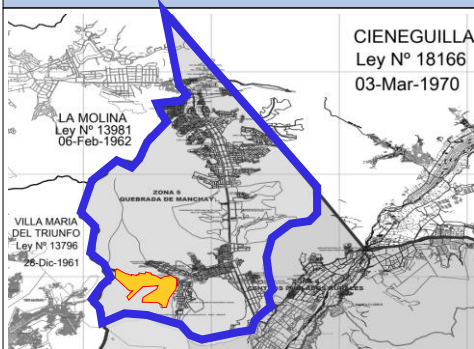 CIENEGUILLA
Ley Nº 18166
03-Mar-1970
LA MOLINA
Ley Nº 13981
06-Feb-1962
ZONA 5
QUEBRADA DE MANCHAY
VILLA MARIA
DEL TRIUNFO
Ley Nº 13796
28-Dic-1961